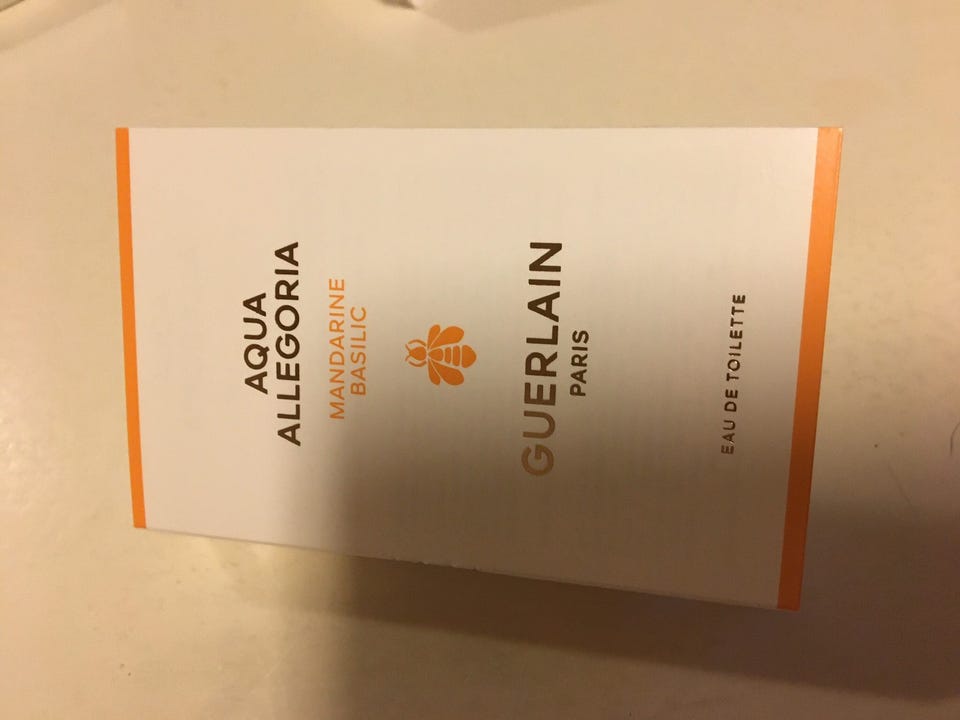 AQUA
ALLEGORIA
MANDARINE
BASILIC
GUERLAIN
PARIS
EAU DE TOILETTE